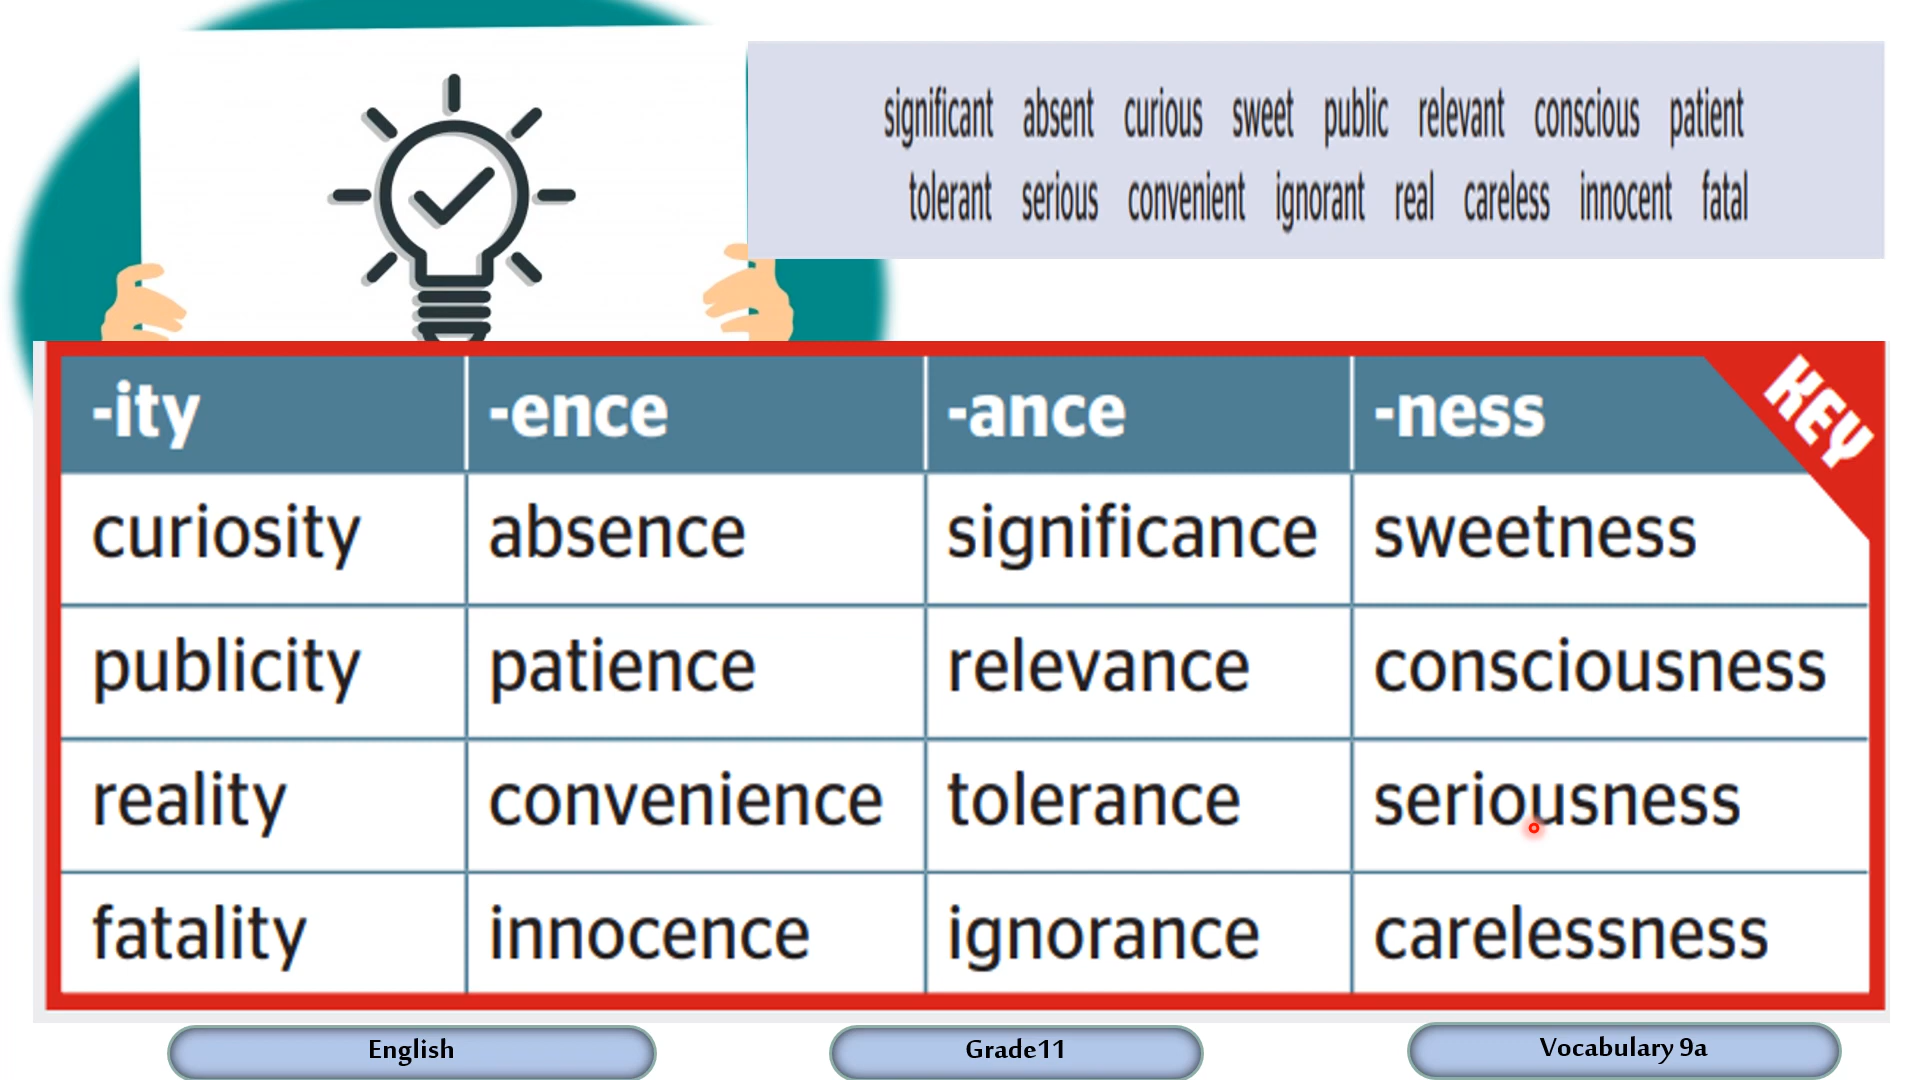 significant absent curious sweet public relevant conscious patient
tolerant serious convenient ignorant real careless innocent fatal
KEY
-ity -ence -ance -ness
curiosity absence significance sweetness
publicity patience relevance consciousness
reality convenience tolerance seriousness
fatality innocence ignorance carelessness
English Grade11 Vocabulary 9a